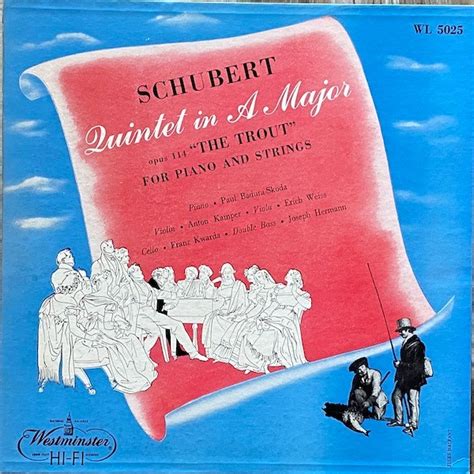 WL 5025
SCHUBERT
Quintet in A Major
opus 114 "THE TROUT"
FOR PIANO AND STRINGS
Piano • Paul Badura-Skoda
Violin • Anton Kamper • Viola • Erich Weiss
Cello • Franz Kwarda • Double Bass • Joseph Hermann
Westminster
HI-FI